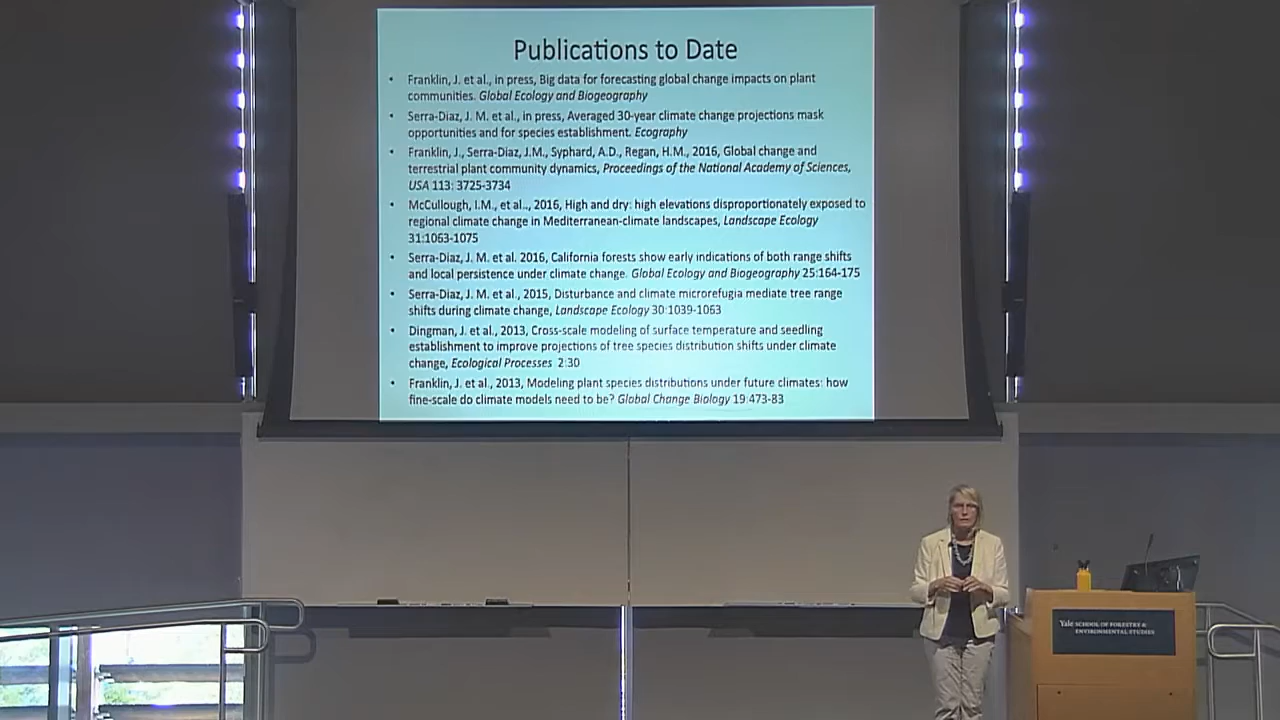 Publications to Date
• Franklin, J. et al., in press, Big data for forecasting global change impacts on plant
communities. Global Ecology and Biogeography
• Serra-Diaz, J. M. et al., in press, Averaged 30-year climate change projections mask
opportunities and for species establishment. Ecography
• Franklin, J., Serra-Diaz, J.M., Syphard, A.D., Regan, H.M., 2016, Global change and
terrestrial plant community dynamics, Proceedings of the National Academy of Sciences,
USA 113: 3725-3734
• McCullough, I.M., et al.., 2016, High and dry: high elevations disproportionately exposed to
regional climate change in Mediterranean-climate landscapes, Landscape Ecology
31:1063-1075
• Serra-Diaz, J. M. et al. 2016, California forests show early indications of both range shifts
and local persistence under climate change. Global Ecology and Biogeography 25:164-175
• Serra-Diaz, J. M. et al., 2015, Disturbance and climate microrefugia mediate tree range
shifts during climate change, Landscape Ecology 30:1039-1063
• Dingman, J. et al., 2013, Cross-scale modeling of surface temperature and seedling
establishment to improve projections of tree species distribution shifts under climate
change, Ecological Processes 2:30
• Franklin, J. et al., 2013, Modeling plant species distributions under future climates: how
fine-scale do climate models need to be? Global Change Biology 19:473-83
Yale SCHOOL OF FORESTRY &
ENVIRONMENTAL STUDIES